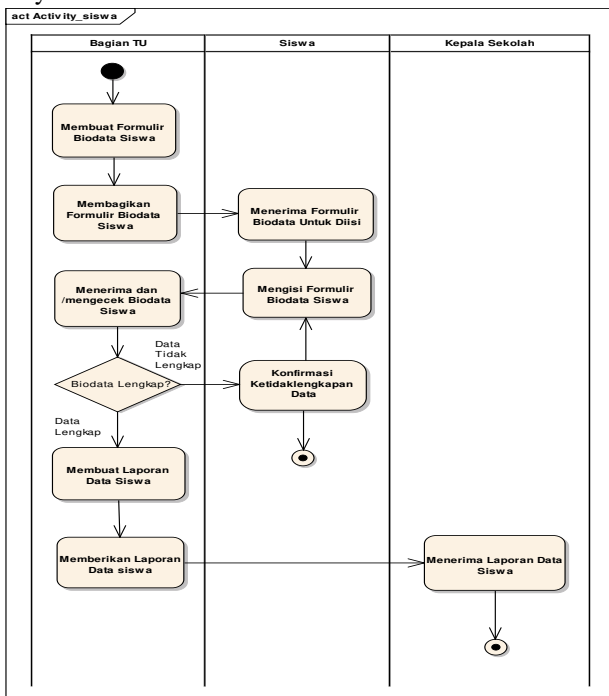 act Activity_siswa
Bagian TU
Siswa
Kepala Sekolah
Membuat Formulir
Biodata Siswa
Membagikan
Formulir Biodata
Siswa
Menerima Formulir
Biodata Untuk Diisi
Menerima dan
/mengecek Biodata
Siswa
Mengisi Formulir
Biodata Siswa
Data
Tidak
Lengkap
Biodata Lengkap?
Konfirmasi
Ketidaklengkapan
Data
Data
Lengkap
Membuat Laporan
Data Siswa
Memberikan Laporan
Data siswa
Menerima Laporan Data
Siswa